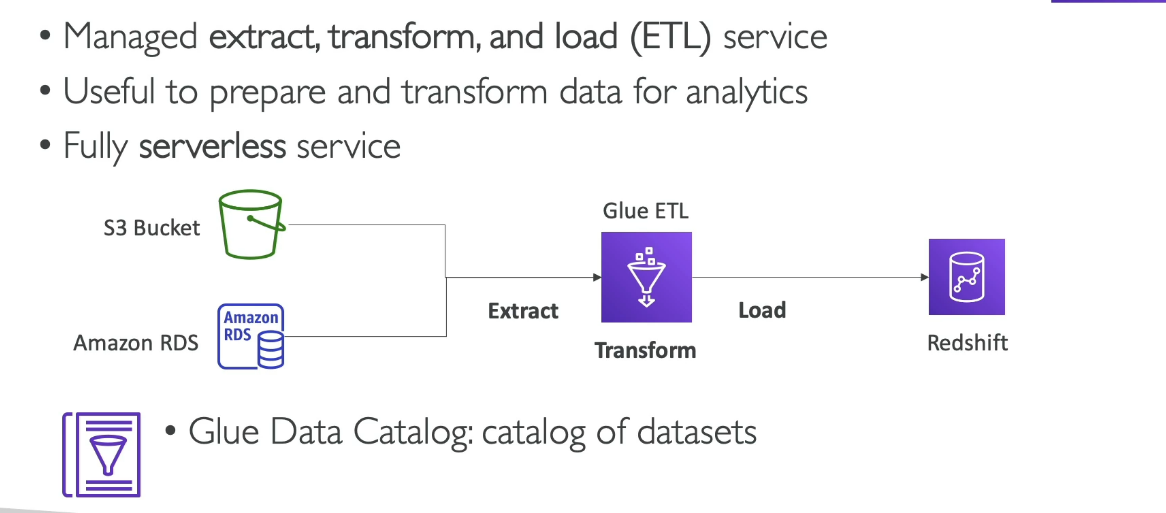 • Managed extract, transform, and load (ETL) service
• Useful to prepare and transform data for analytics
• Fully serverless service
Glue ETL
S3 Bucket
Amazon
RDS
Amazon RDS
Extract
Transform
Load
Redshift
• Glue Data Catalog: catalog of datasets